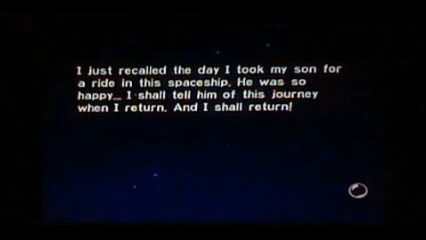 I just recalled the day I took my son for
a ride in this spaceship. He was so
happy... I shall tell him of this journey
when I return. And I shall return!